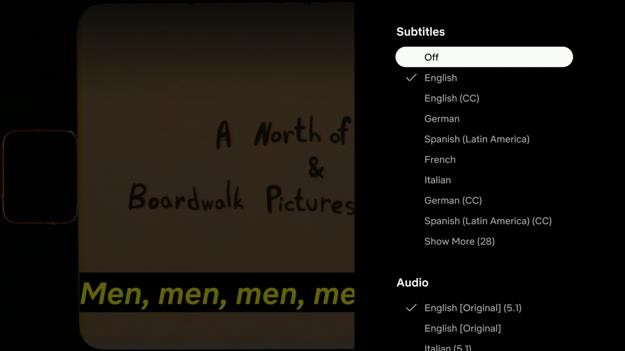 A North of
&
Boardwalk Pictures
Men, men, men, me
Subtitles
Off
English
English (CC)
German
Spanish (Latin America)
French
Italian
German (CC)
Spanish (Latin America) (CC)
Show More (28)
Audio
English [Original] (5.1)
English [Original]
Italian (5.1)